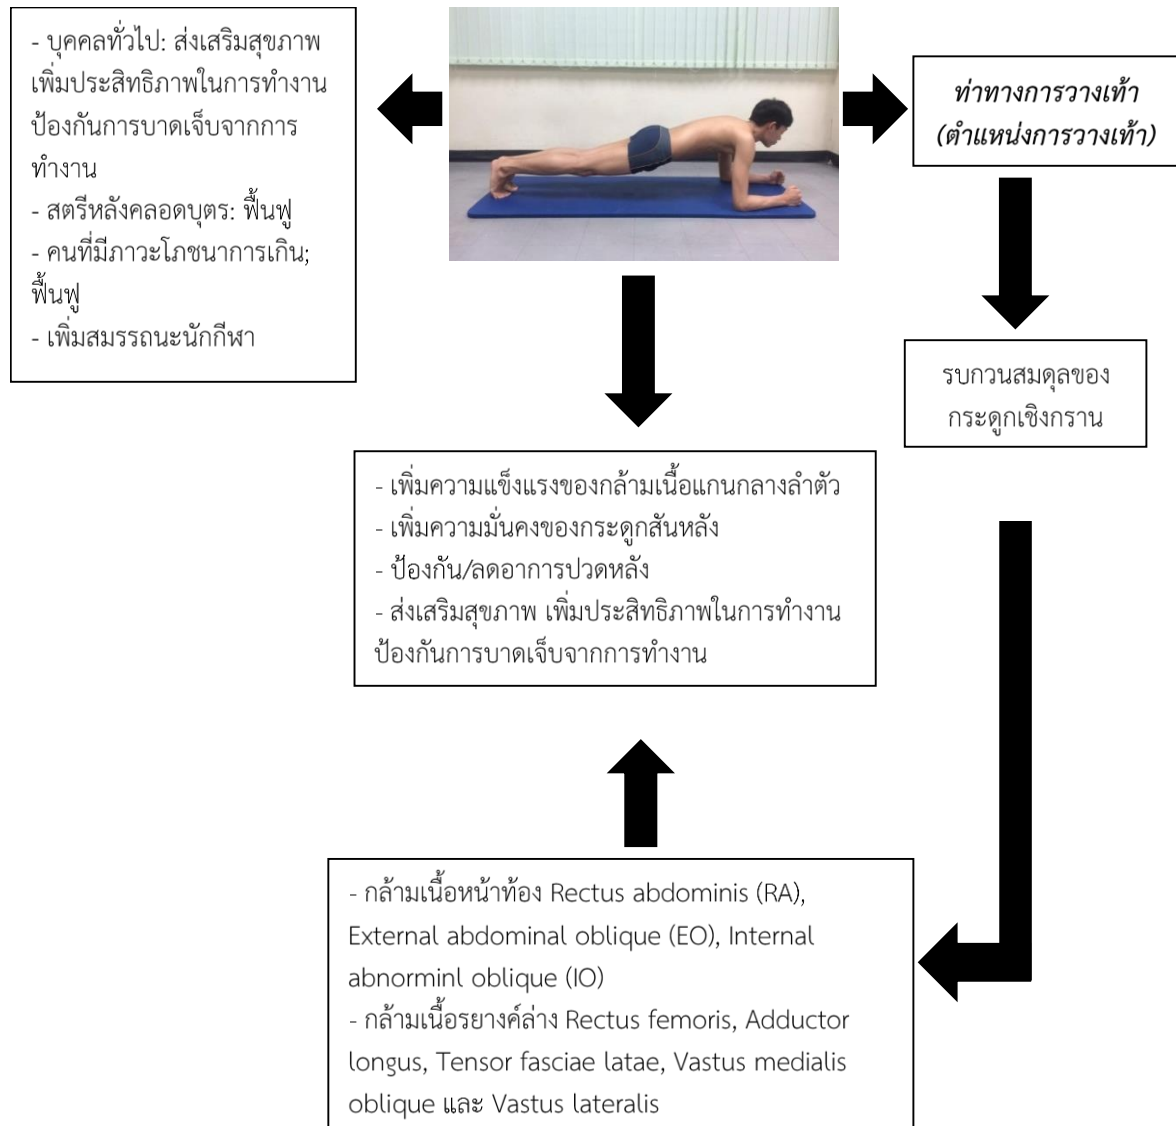 - บุคคลทั่วไป: ส่งเสริมสุขภาพ
เพิ่มประสิทธิภาพในการทำงาน
ป้องกันการบาดเจ็บจากการ
ทำงาน
- สตรีหลังคลอดบุตร: ฟื้นฟู
- คนที่มีภาวะโภชนาการเกิน;
ฟื้นฟู
- เพิ่มสมรรถนะนักกีฬา
ท่าทางการวางเท้า
(ตำแหน่งการวางเท้า)
รบกวนสมดุลของ
กระดูกเชิงกราน
- เพิ่มความแข็งแรงของกล้ามเนื้อแกนกลางลำตัว
- เพิ่มความมั่นคงของกระดูกสันหลัง
- ป้องกัน/ลดอาการปวดหลัง
- ส่งเสริมสุขภาพ เพิ่มประสิทธิภาพในการทำงาน
ป้องกันการบาดเจ็บจากการทำงาน
- กล้ามเนื้อหน้าท้อง Rectus abdominis (RA),
External abdominal oblique (EO), Internal
abnorminl oblique (IO)
- กล้ามเนื้อรยางค์ล่าง Rectus femoris, Adductor
longus, Tensor fasciae latae, Vastus medialis
oblique และ Vastus lateralis